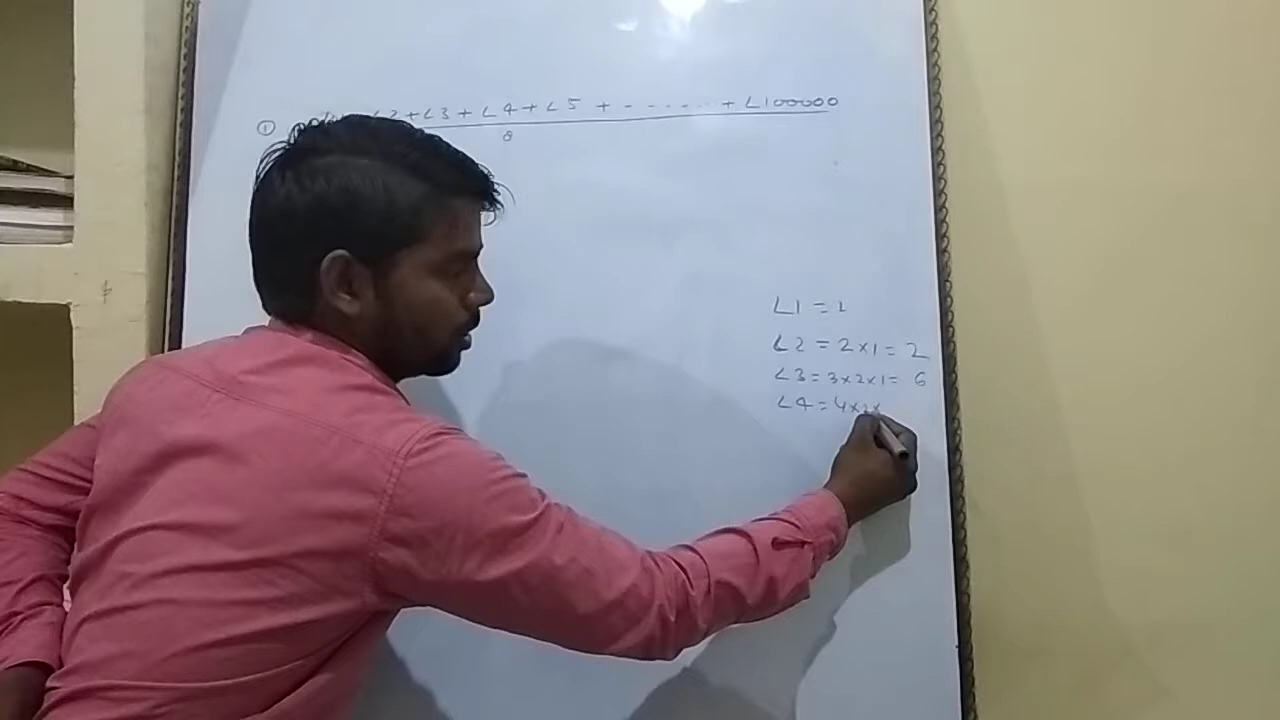 ① ∠2+∠3+∠4+∠5 + - - - - - - + ∠100000
8
∠1 = 1
∠2 = 2×1 = 2
∠3 = 3×2×1 = 6
∠4 = 4×3×